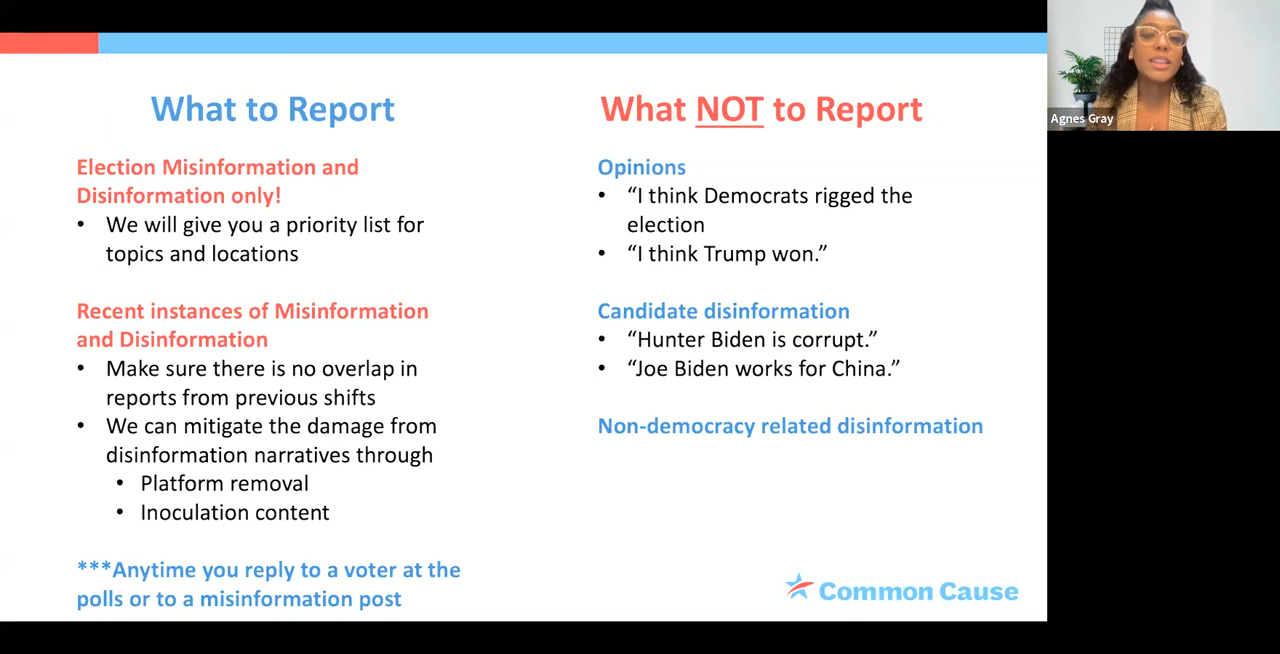 What to Report
Election Misinformation and
Disinformation only!
• We will give you a priority list for
topics and locations
Recent instances of Misinformation
and Disinformation
• Make sure there is no overlap in
reports from previous shifts
• We can mitigate the damage from
disinformation narratives through
• Platform removal
• Inoculation content
***Anytime you reply to a voter at the
polls or to a misinformation post
What NOT to Report
Opinions
• “I think Democrats rigged the
election
• “I think Trump won.”
Candidate disinformation
• “Hunter Biden is corrupt.”
• “Joe Biden works for China.”
Non-democracy related disinformation
Common Cause
Agnes Gray